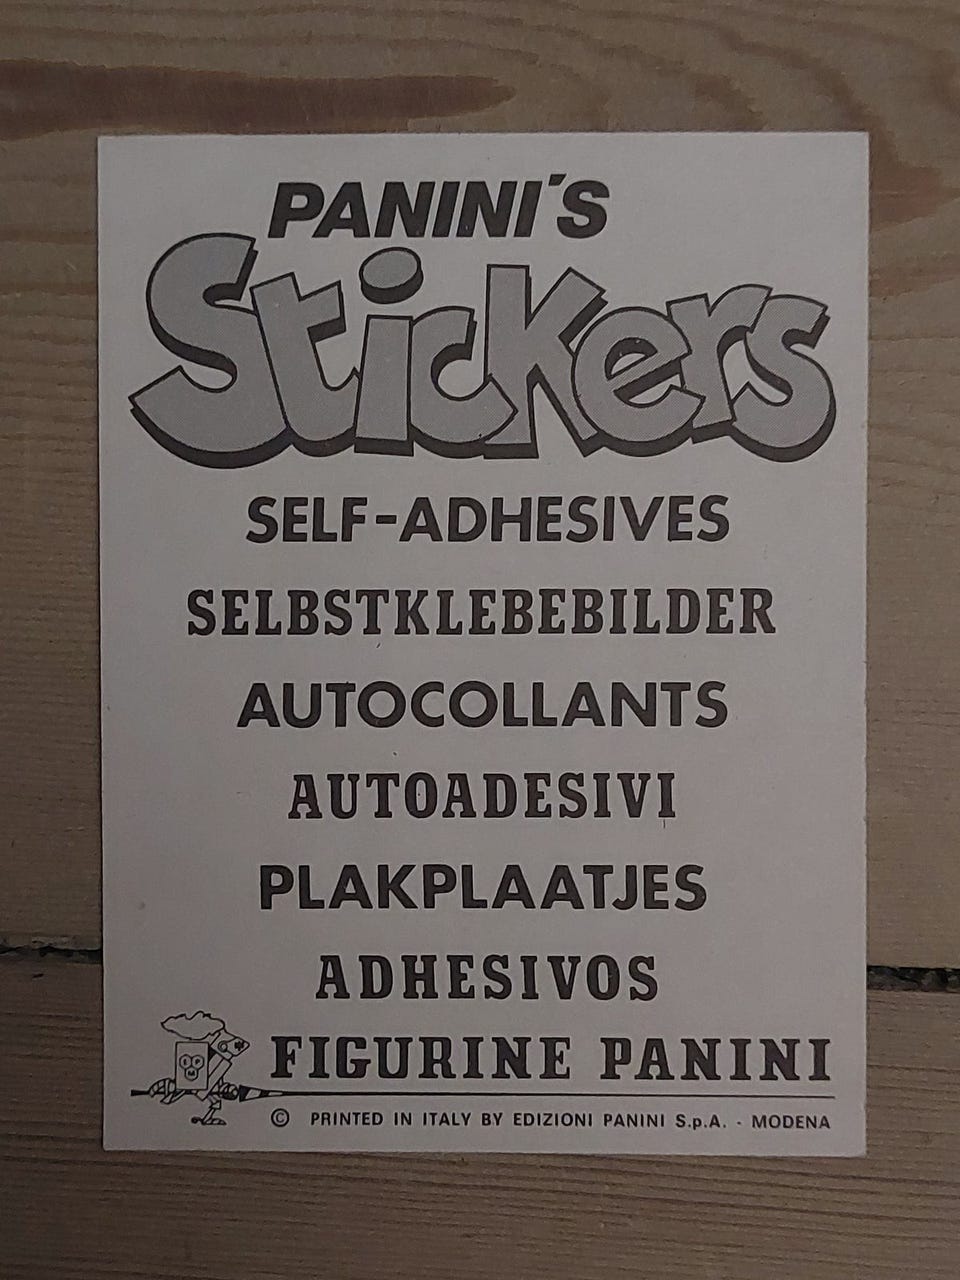 PANINI'S
Stickers
SELF-ADHESIVES
SELBSTKLEBEBILDER
AUTOCOLLANTS
AUTOADESIVI
PLAKPLAATJES
ADHESIVOS
FIGURINE PANINI
© PRINTED IN ITALY BY EDIZIONI PANINI S.p.A. - MODENA